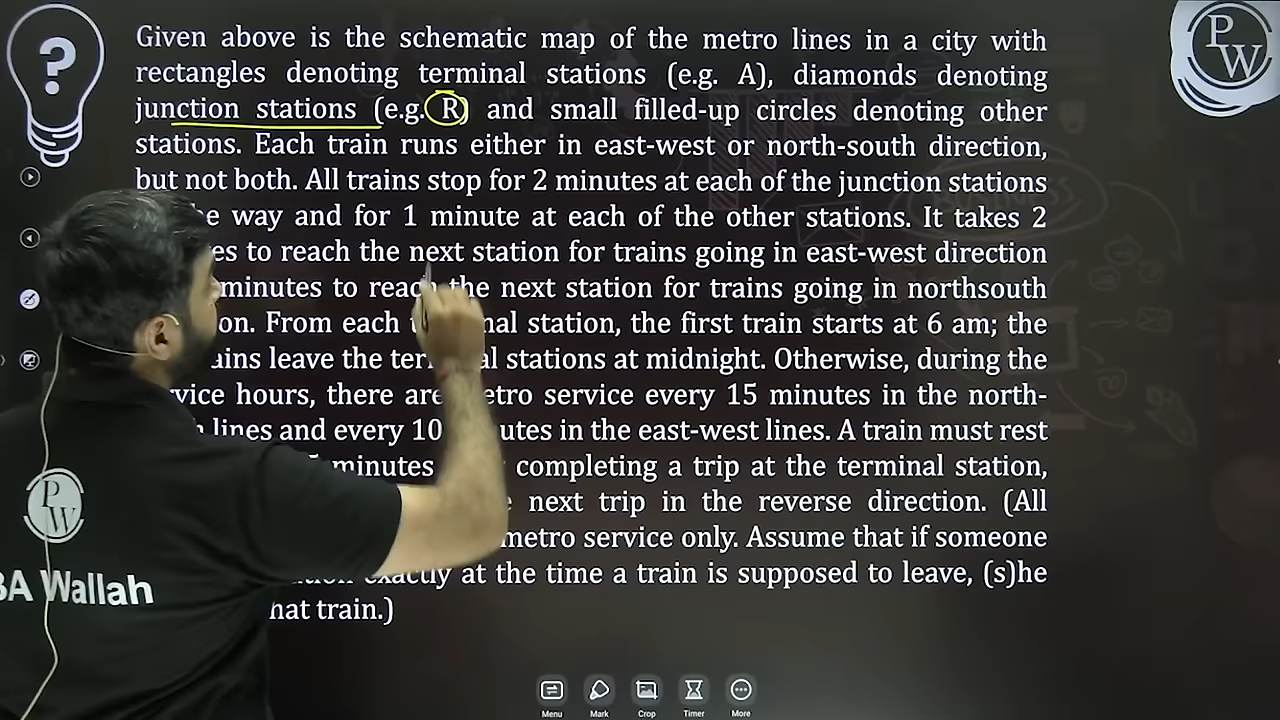 Given above is the schematic map of the metro lines in a city with
rectangles denoting terminal stations (e.g. A), diamonds denoting
junction stations (e.g. R) and small filled-up circles denoting other
stations. Each train runs either in east-west or north-south direction,
but not both. All trains stop for 2 minutes at each of the junction stations
way and for 1 minute at each of the other stations. It takes 2
to reach the next station for trains going in east-west direction
minutes to reach the next station for trains going in northsouth
From each station, the first train starts at 6 am; the
leave the stations at midnight. Otherwise, during the
hours, there are service every 15 minutes in the north-
lines and every 10 in the east-west lines. A train must rest
minutes completing a trip at the terminal station,
next trip in the reverse direction. (All
metro service only. Assume that if someone
exactly at the time a train is supposed to leave, (s)he
train.)
P
W
P
W
Wallah
Menu
Mark
Crop
Timer
More